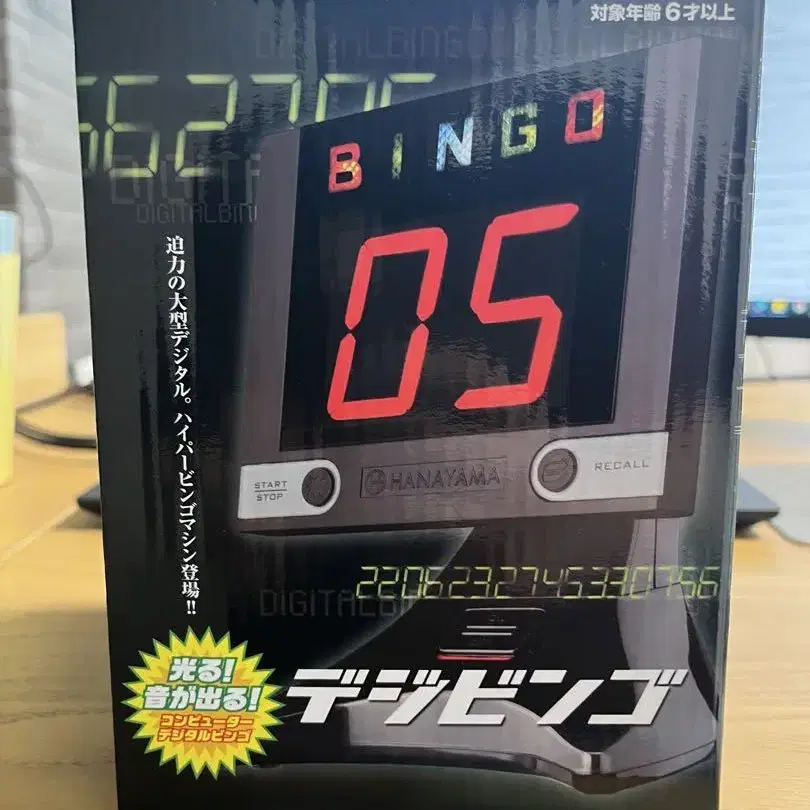 対象年齢6才以上
BINGO
05
START
STOP
HANAYAMA
RECALL
迫力の大型デジタル。ハイパービンゴマシン登場!!
DIGITALBIN
光る!
音が出る!
コンピューター
デジタルビンゴ
デジビンゴ